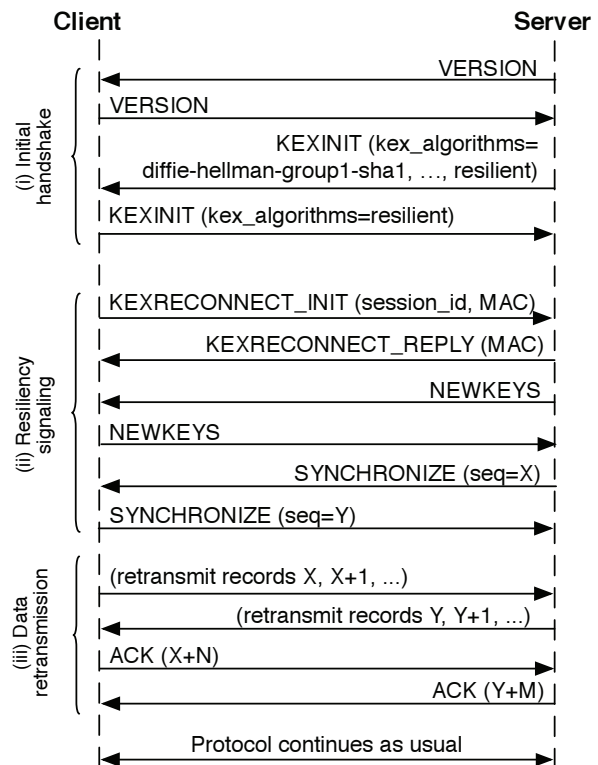 Client
Server
VERSION
VERSION
KEXINIT (kex_algorithms=
diffie-hellman-group1-sha1, …, resilient)
KEXINIT (kex_algorithms=resilient)
(i) Initial
handshake
KEXRECONNECT_INIT (session_id, MAC)
KEXRECONNECT_REPLY (MAC)
NEWKEYS
NEWKEYS
SYNCHRONIZE (seq=X)
SYNCHRONIZE (seq=Y)
(ii) Resiliency
signaling
(retransmit records X, X+1, ...)
(retransmit records Y, Y+1, ...)
ACK (X+N)
ACK (Y+M)
(iii) Data
retransmission
Protocol continues as usual